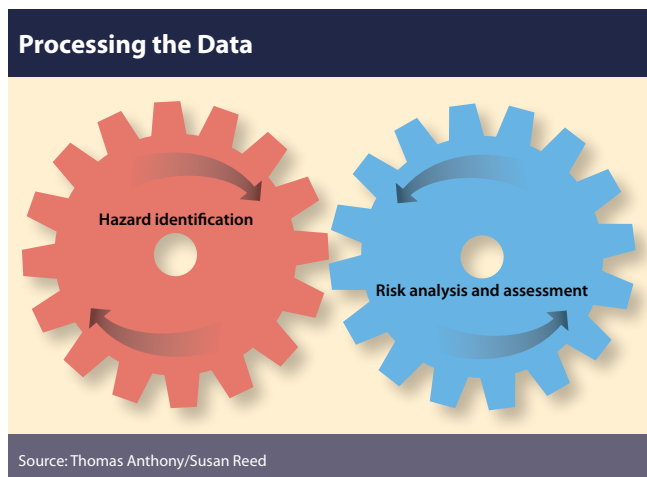 Processing the Data
Hazard identification
Risk analysis and assessment
Source: Thomas Anthony/Susan Reed